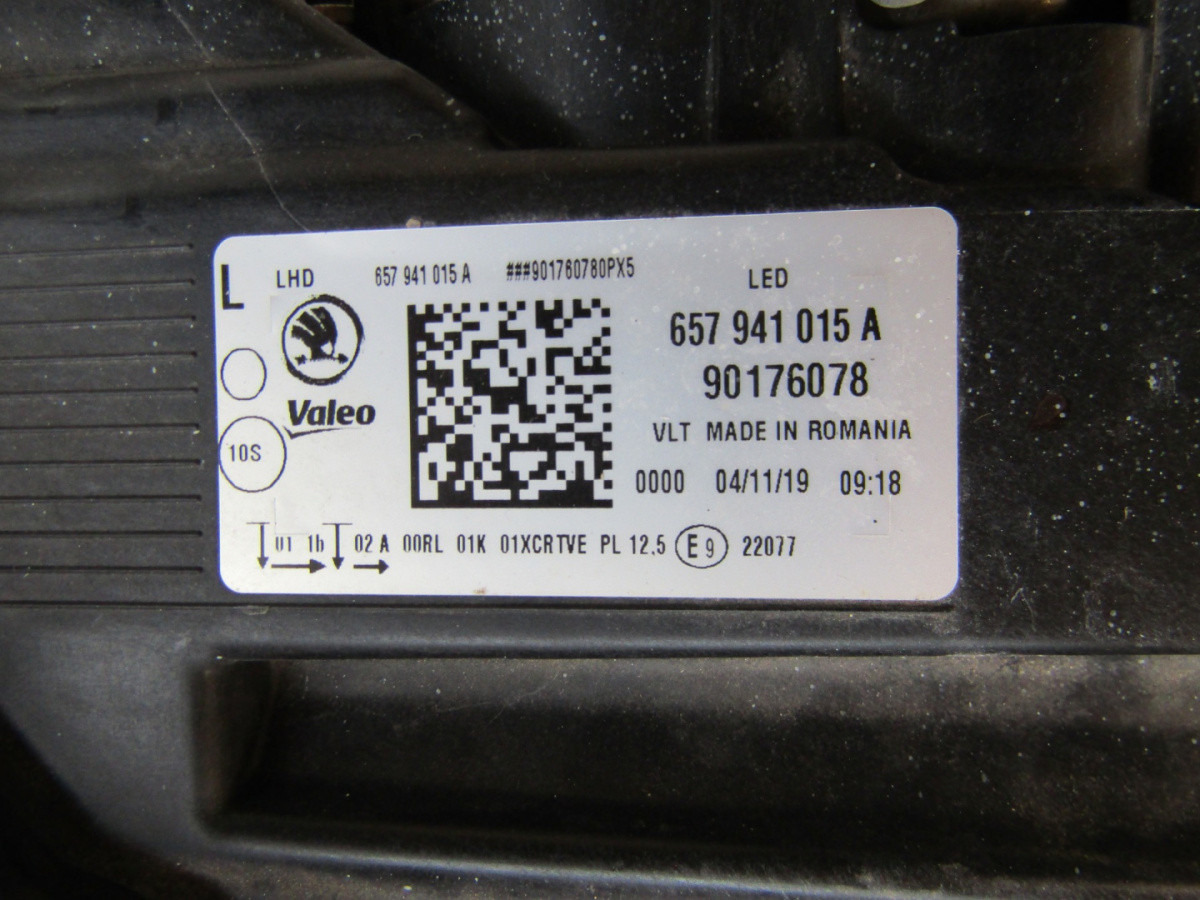 L LHD 657 941 015 A ###901760780PX5 LED
657 941 015 A
90176078
Valeo
VLT MADE IN ROMANIA
10S
0000 04/11/19 09:18
01 1b 02 A 00RL 01K 01XCRTVE PL 12.5 E9 22077